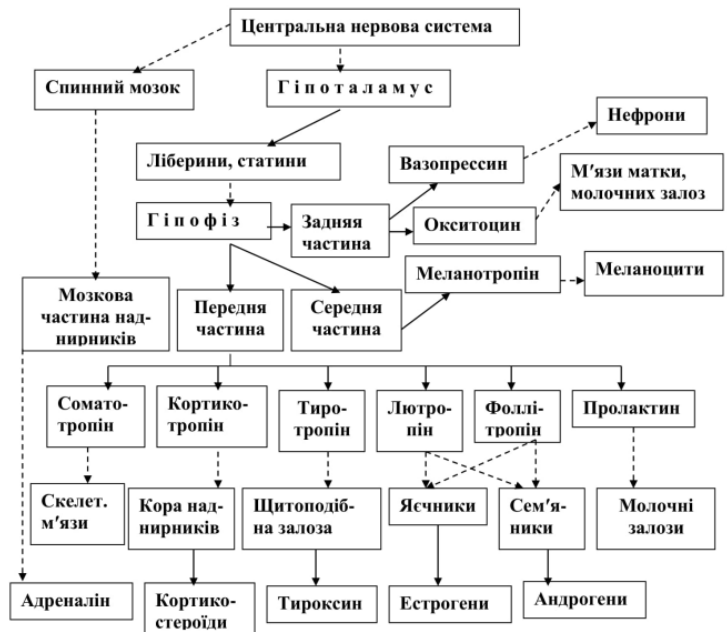 Центральна нервова система
Спинний мозок
Г і п о т а л а м у с
Нефрони
Ліберини, статини
Вазопрессин
М′язи матки,
молочних залоз
Г і п о ф і з
Задняя
частина
Окситоцин
Меланотропін
Меланоцити
Мозкова
частина над-
нирників
Передня
частина
Середня
частина
Сомато-
тропін
Кортико-
тропін
Тиро-
тропін
Лютро-
пін
Фоллі-
тропін
Пролактин
Скелет.
м′язи
Кора над-
нирників
Щитоподіб-
на залоза
Яєчники
Сем′я-
ники
Молочні
залози
Адреналін
Кортико-
стероїди
Тироксин
Естрогени
Андрогени